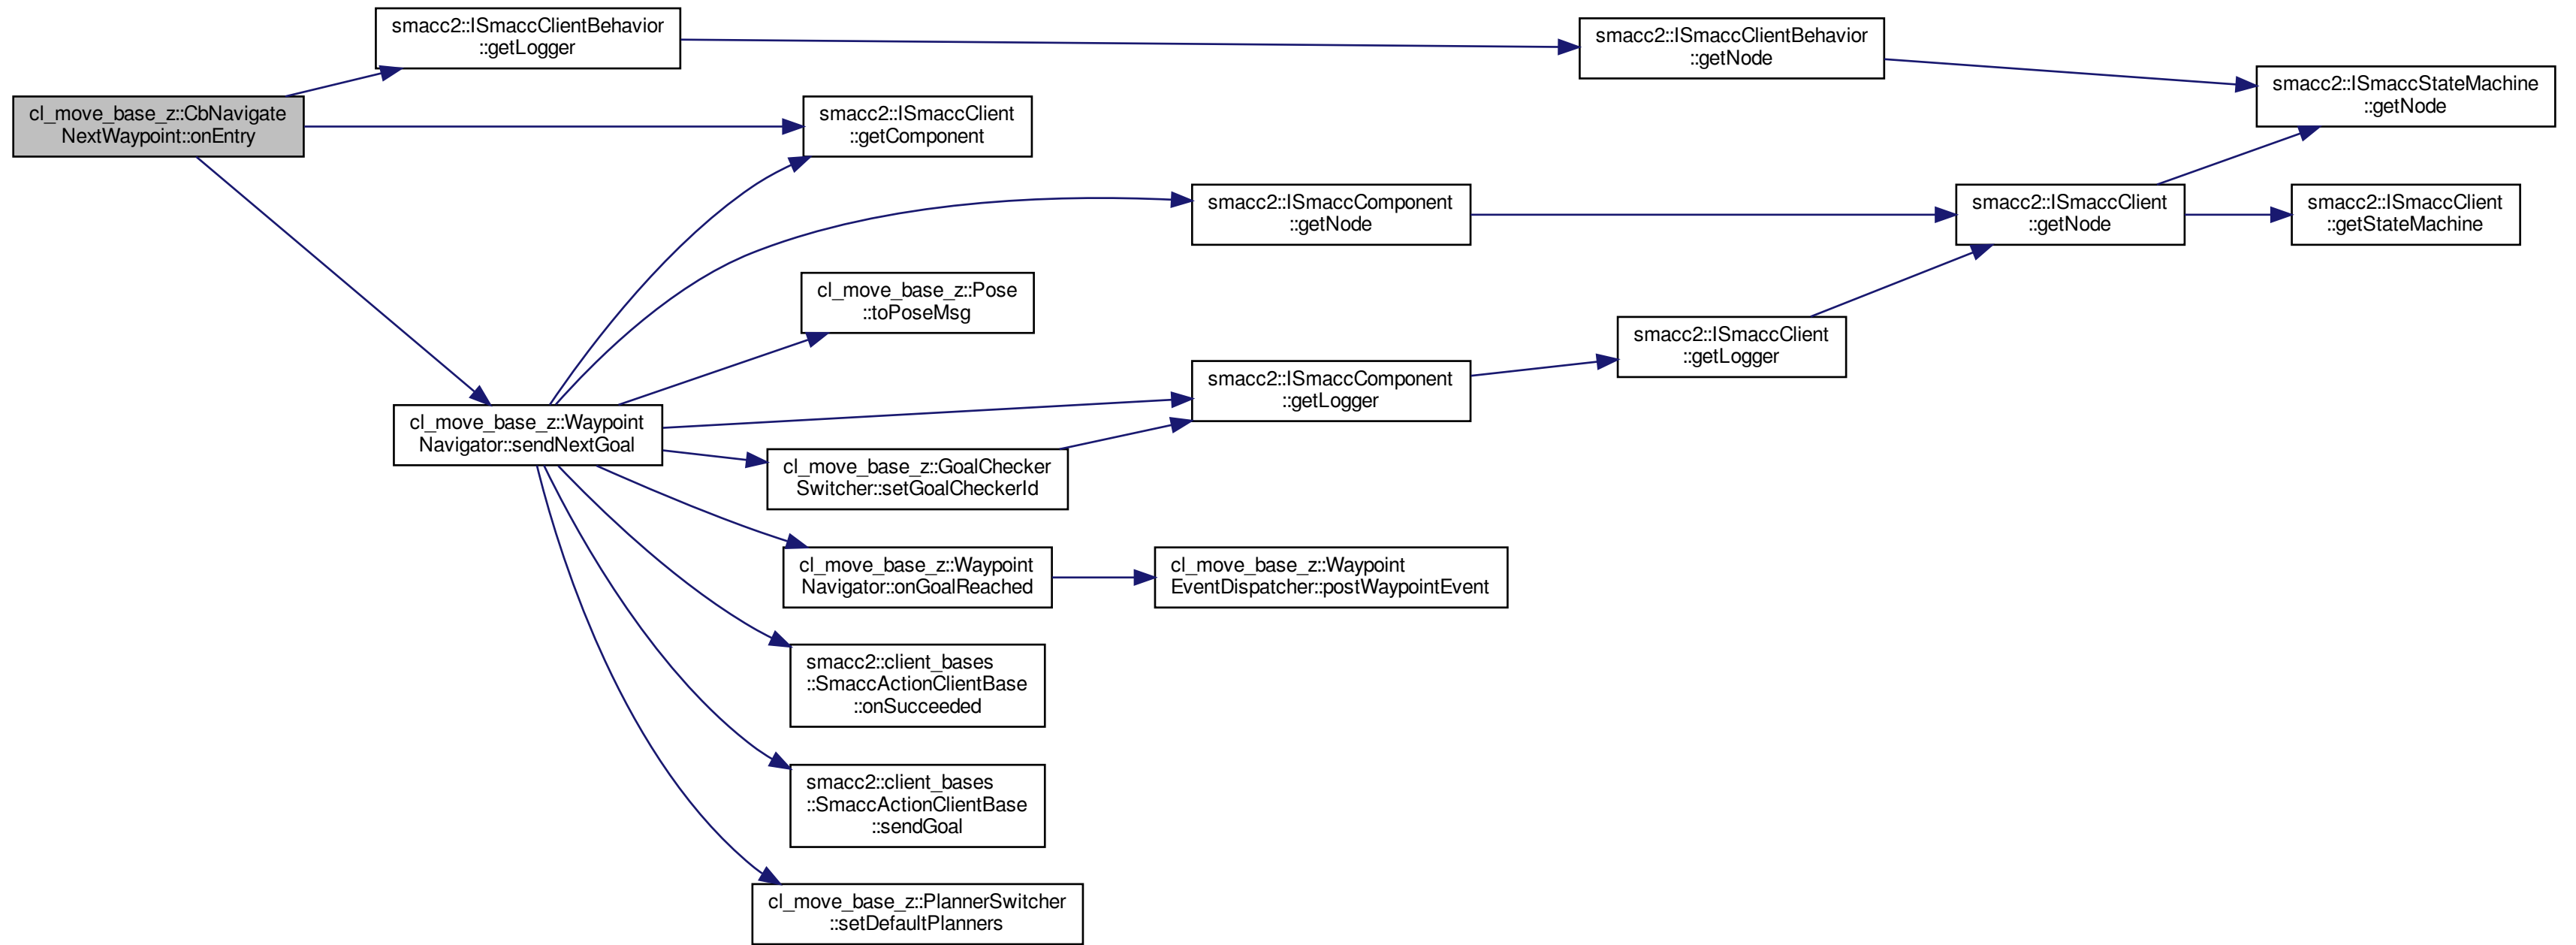 smacc2::ISmaccClientBehavior
::getLogger
smacc2::ISmaccClientBehavior
::getNode
smacc2::ISmaccStateMachine
::getNode
cl_move_base_z::CbNavigate
NextWaypoint::onEntry
smacc2::ISmaccClient
::getComponent
smacc2::ISmaccComponent
::getNode
smacc2::ISmaccClient
::getNode
smacc2::ISmaccClient
::getStateMachine
cl_move_base_z::Pose
::toPoseMsg
smacc2::ISmaccClient
::getLogger
smacc2::ISmaccComponent
::getLogger
cl_move_base_z::Waypoint
Navigator::sendNextGoal
cl_move_base_z::GoalChecker
Switcher::setGoalCheckerId
cl_move_base_z::Waypoint
Navigator::onGoalReached
cl_move_base_z::Waypoint
EventDispatcher::postWaypointEvent
smacc2::client_bases
::SmaccActionClientBase
::onSucceeded
smacc2::client_bases
::SmaccActionClientBase
::sendGoal
cl_move_base_z::PlannerSwitcher
::setDefaultPlanners